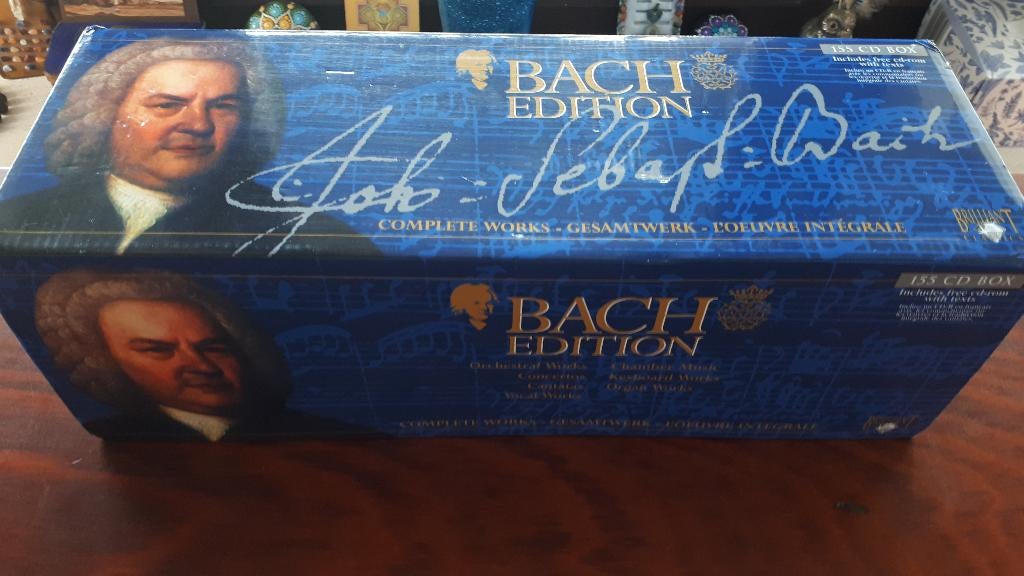 155 CD BOX
Includes free cd-rom
with texts
BACH
EDITION
Joh: Sebast: Bach
COMPLETE WORKS - GESAMTWERK - L'OEUVRE INTÉGRALE
BRILLIANT
155 CD BOX
Includes free cd-rom
with texts
BACH
EDITION
Orchestral Works Chamber Music
Concertos Keyboard Works
Cantatas Organ Works
Vocal Works
COMPLETE WORKS - GESAMTWERK - L'OEUVRE INTÉGRALE